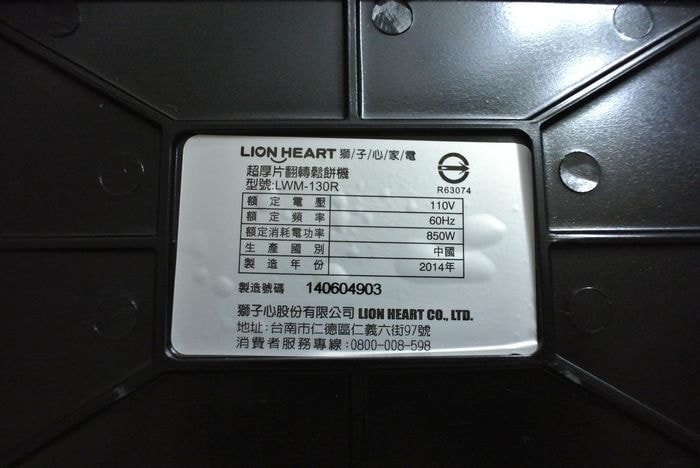 LION HEART 獅/子/心/家/電
超厚片翻轉鬆餅機
型號:LWM-130R
R63074
額定電壓 110V
額定頻率 60Hz
額定消耗電功率 850W
生產國別 中國
製造年份 2014年
製造號碼 140604903
獅子心股份有限公司 LION HEART CO., LTD.
地址:台南市仁德區仁義六街97號
消費者服務專線:0800-008-598